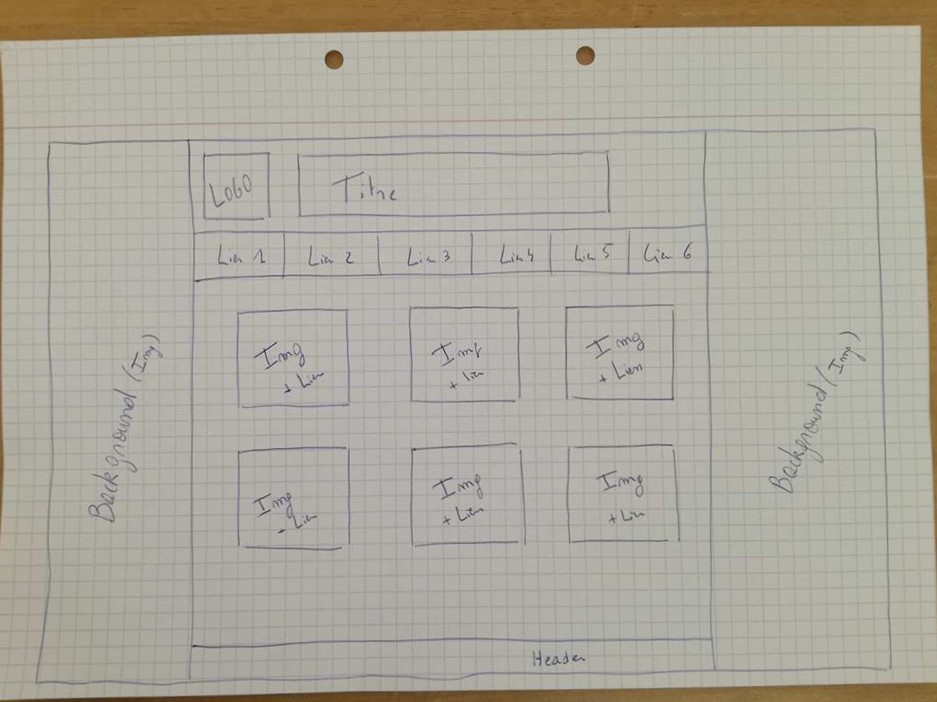 LOGO
Titre
Lien 1
Lien 2
Lien 3
Lien 4
Lien 5
Lien 6
Background (Img)
Img
+ Lien
Img
+ Lien
Img
+ Lien
Background (Img)
Img
+ Lien
Img
+ Lien
Img
+ Lien
Header